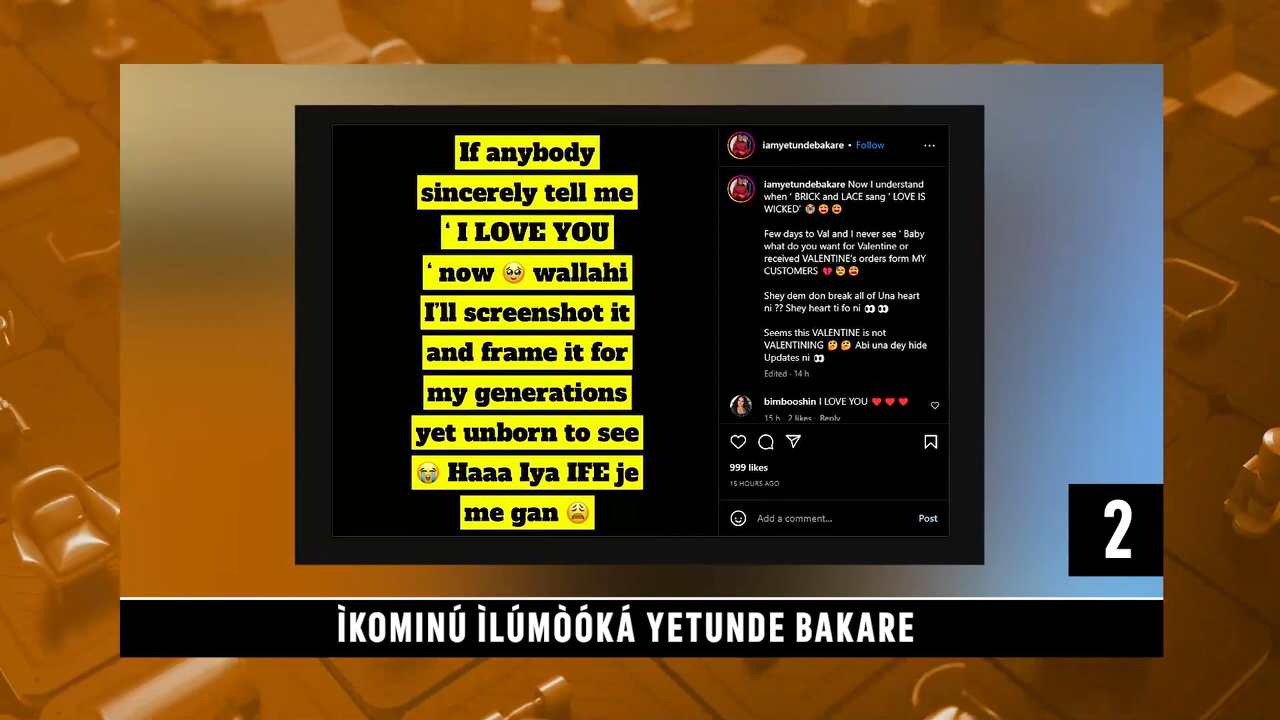 If anybody
sincerely tell me
‘ I LOVE YOU
‘ now 🥹 wallahi
I’ll screenshot it
and frame it for
my generations
yet unborn to see
😭 Haaa Iya IFE je
me gan 😩
iamyetundebakare • Follow
iamyetundebakare Now I understand
when ‘ BRICK and LACE sang ‘ LOVE IS
WICKED’ 😭 😩 😩
Few days to Val and I never see ‘ Baby
what do you want for Valentine or
received VALENTINE’s orders form MY
CUSTOMERS 💔 😢 😩
Shey dem don break all of Una heart
ni ?? Shey heart ti fo ni 👀 👀
Seems this VALENTINE is not
VALENTINING 🤔 🤔 Abi una dey hide
Updates ni 👀
Edited · 14 h
bimbooshin I LOVE YOU ❤️ ❤️ ❤️
15 h 2 likes Reply
999 likes
15 HOURS AGO
Add a comment... Post
2
ÌKOMINÚ ÌLÚMÒÓKÁ YETUNDE BAKARE